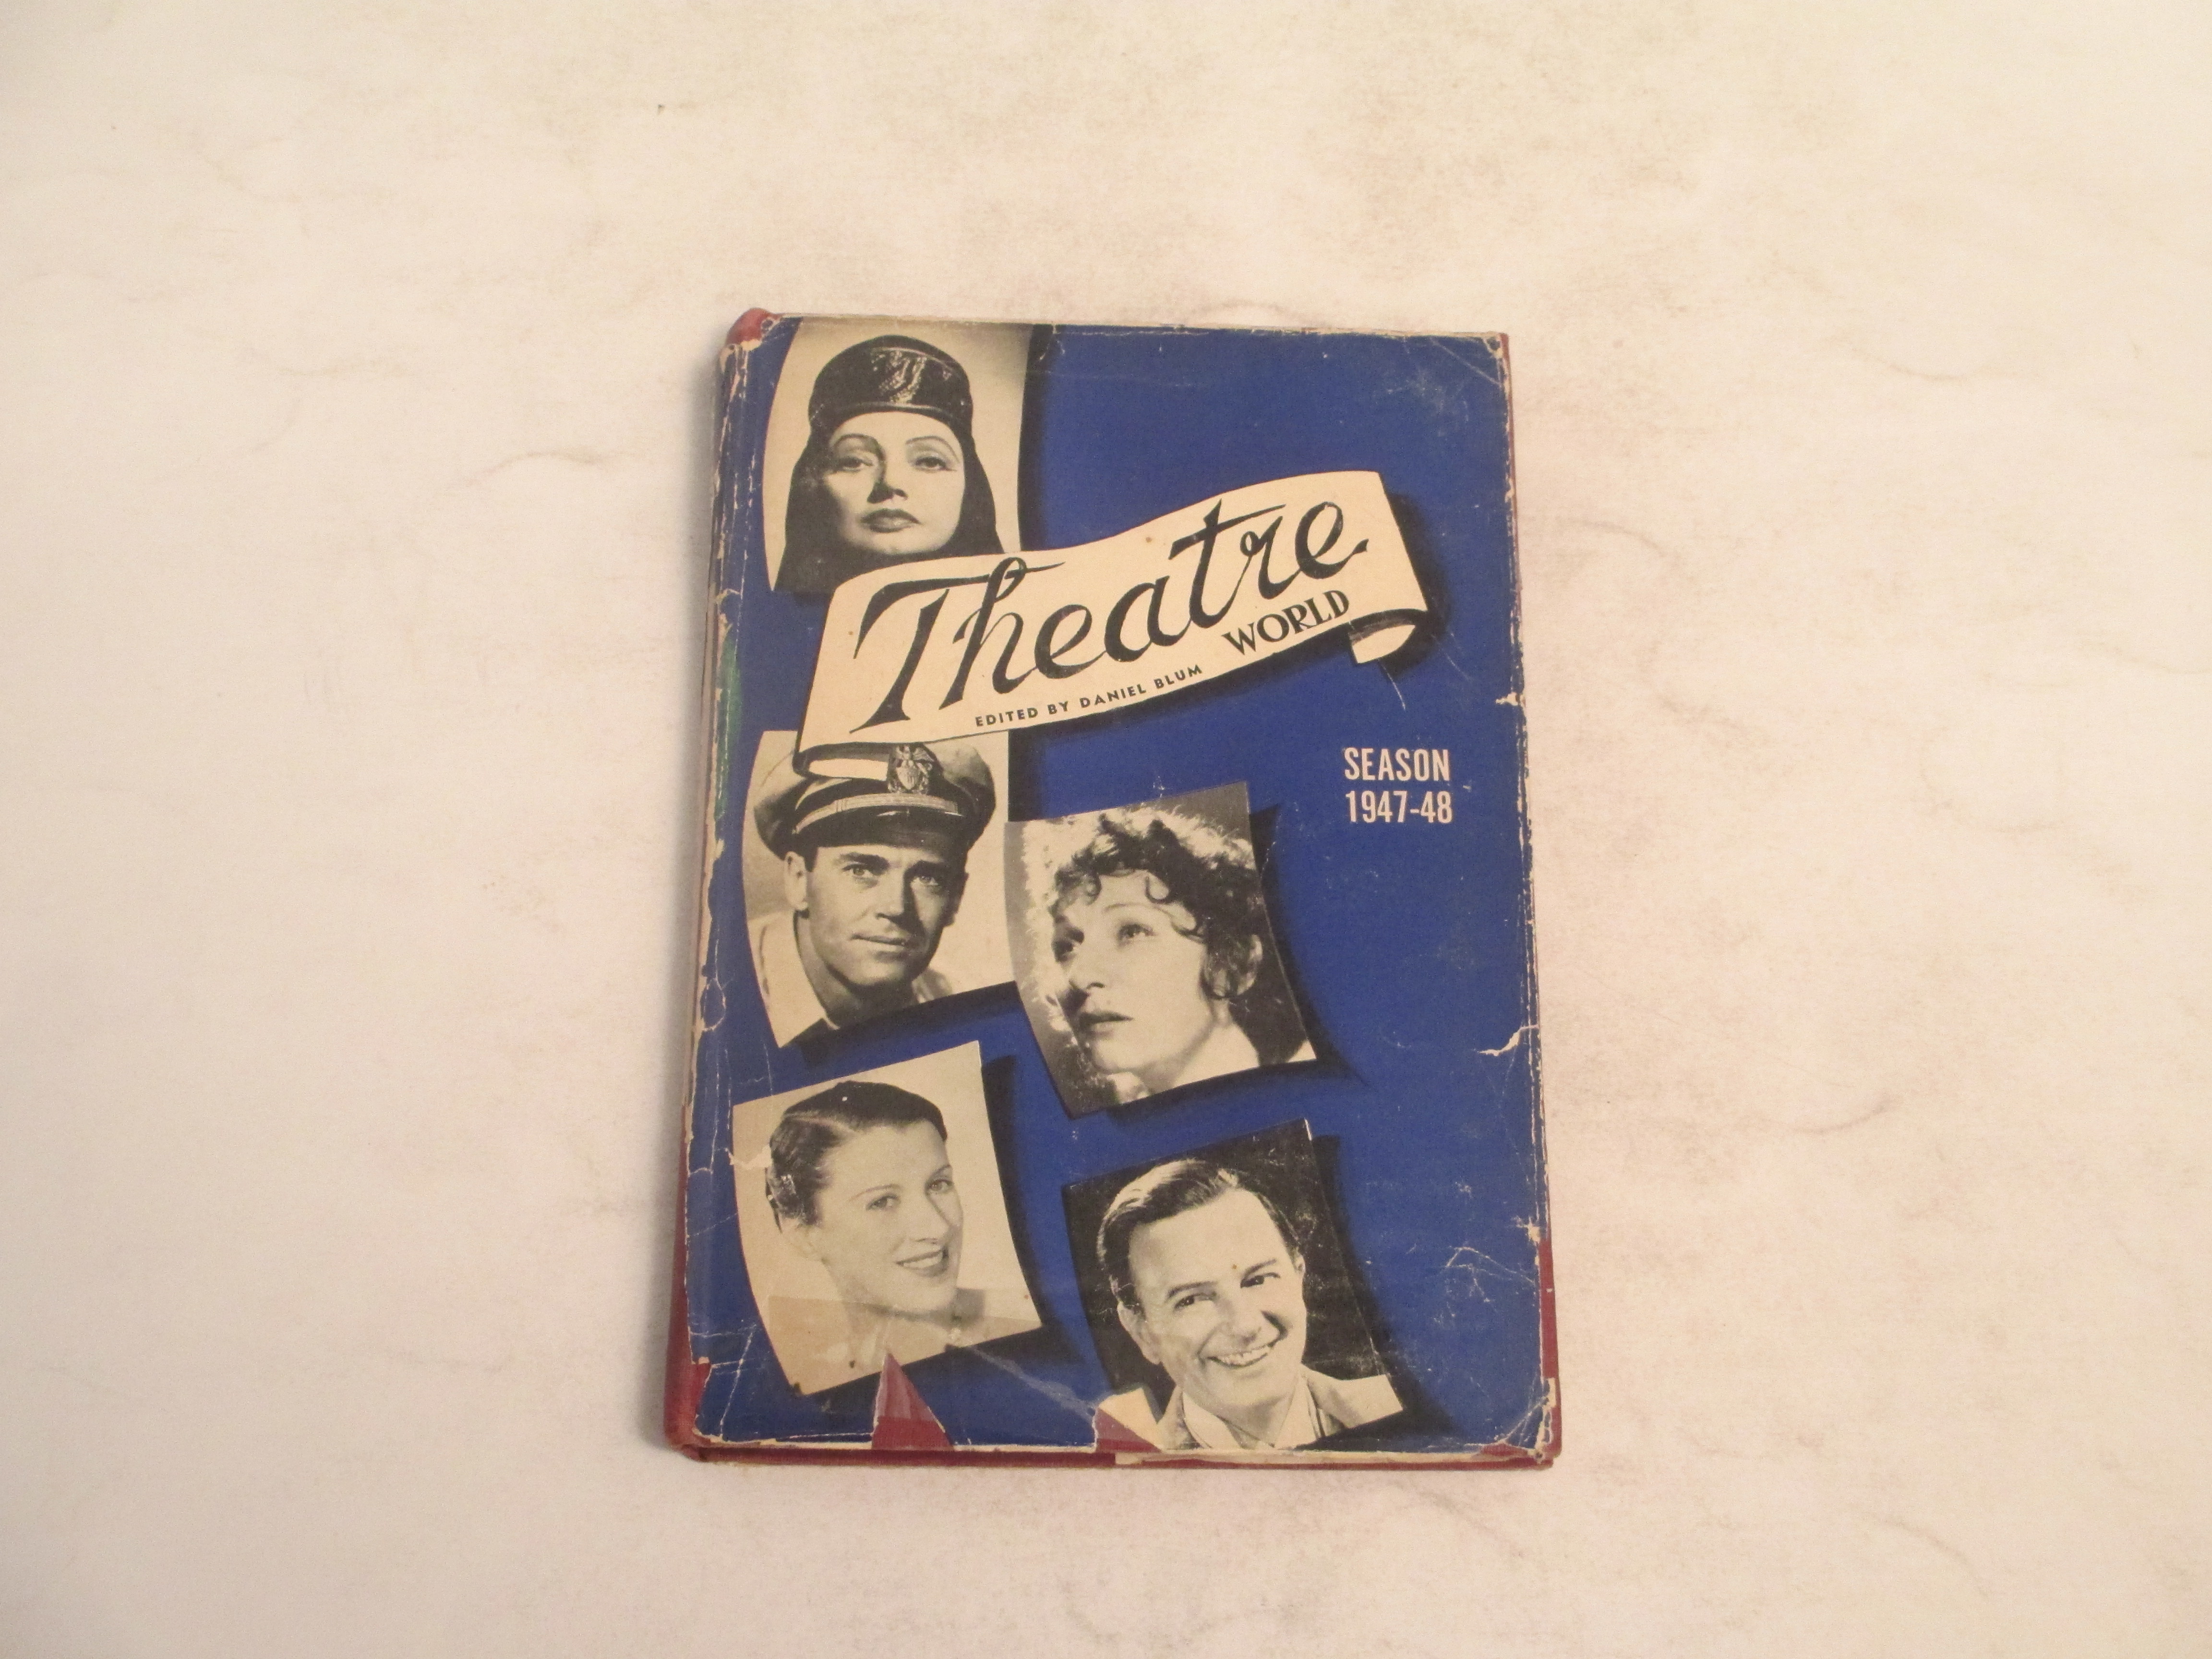 Theatre
WORLD
EDITED BY DANIEL BLUM
SEASON
1947-48